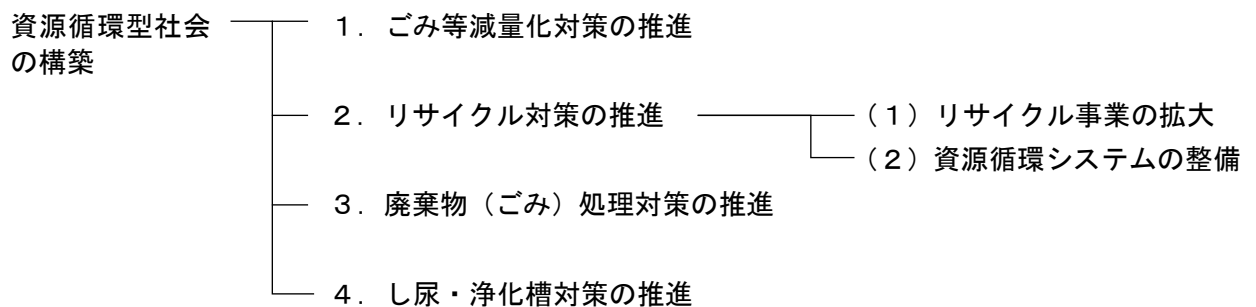 資源循環型社会
の構築
１．ごみ等減量化対策の推進
２．リサイクル対策の推進
（１）リサイクル事業の拡大
（２）資源循環システムの整備
３．廃棄物（ごみ）処理対策の推進
４．し尿・浄化槽対策の推進